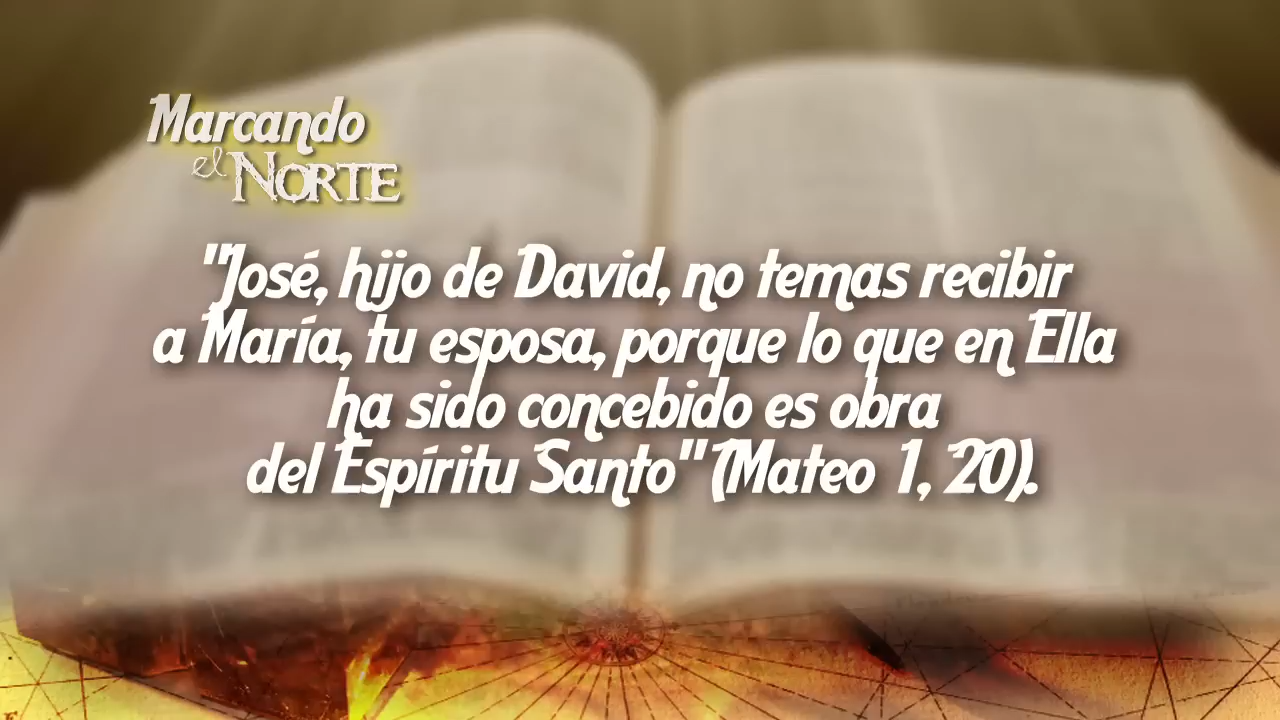 Marcando
el NORTE
"José, hijo de David, no temas recibir
a María, tu esposa, porque lo que en Ella
ha sido concebido es obra
del Espíritu Santo" (Mateo 1, 20).